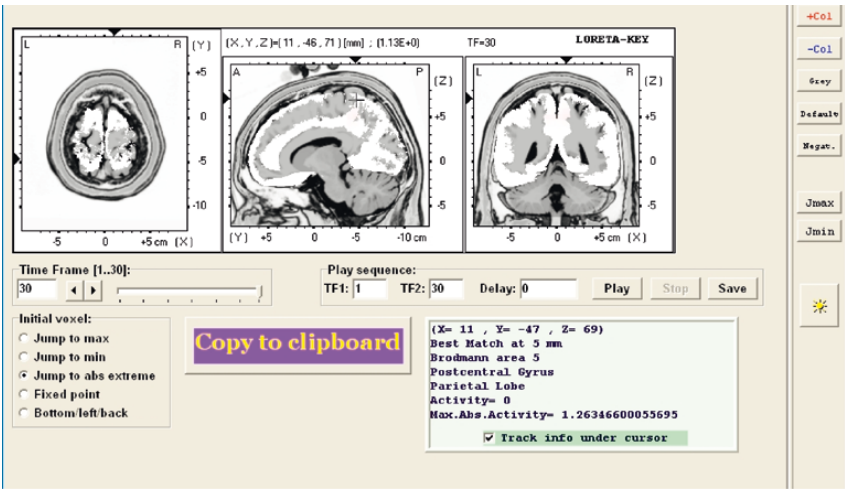 +Col
-Col
Grey
Default
Negat.
Jmax
Jmin
(X,Y,Z)=(11,-46,71)[mm] ; (1.13E+0)
TF=30
LORETA-KEY
L R (Y)
+5
0
-5
-10
-5 0 +5 cm (X)
A P (Z)
+5
0
-5
(Y) +5 0 -5 -10 cm
L R (Z)
+5
0
-5
-5 0 +5 cm (X)
Time Frame [1..30]:
30
Play sequence:
TF1: 1 TF2: 30 Delay: 0 Play Stop Save
Initial voxel:
Jump to max
Jump to min
Jump to abs extreme
Fixed point
Bottom/left/back
Copy to clipboard
(X= 11 , Y= -47 , Z= 69)
Best Match at 5 mm
Brodmann area 5
Postcentral Gyrus
Parietal Lobe
Activity= 0
Max.Abs.Activity= 1.26346600055695
Track info under cursor